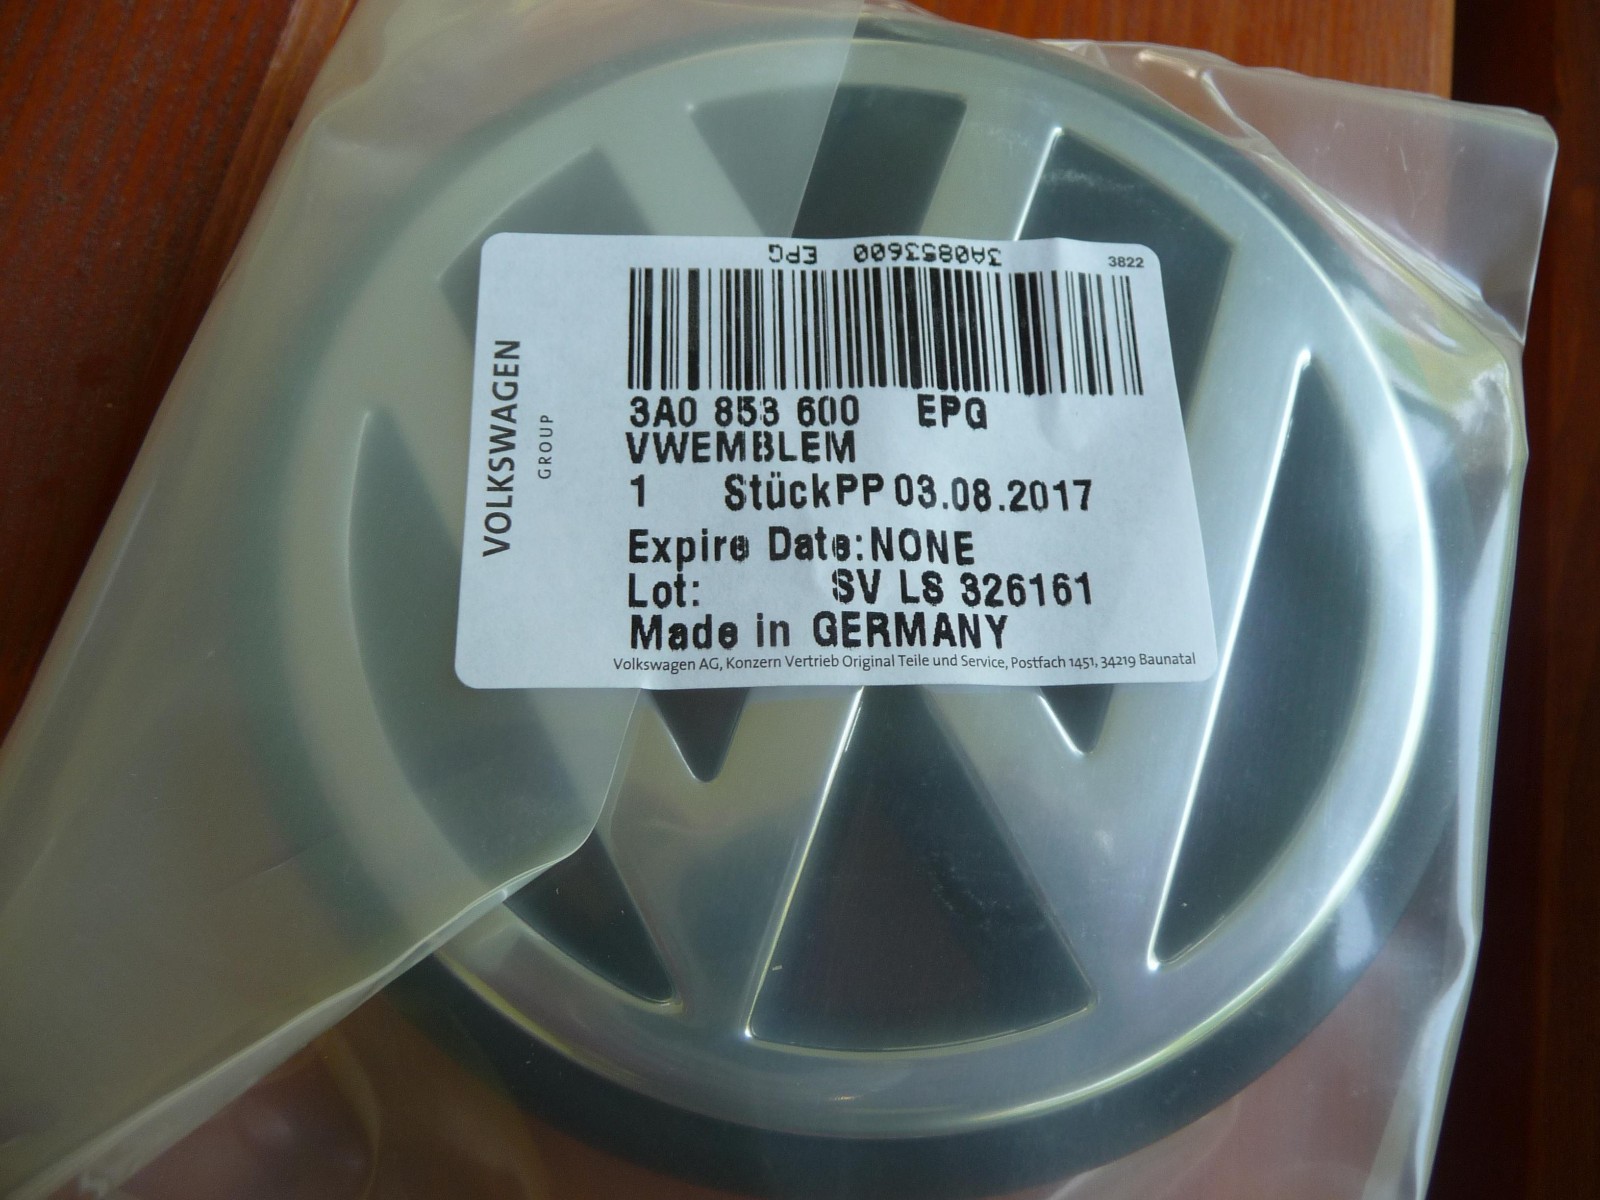 3A0853600 EPG
3822
VOLKSWAGEN
GROUP
3A0 853 600 EPG
VWEMBLEM
1 StückPP 03.08.2017
Expire Date:NONE
Lot: SV LS 326161
Made in GERMANY
Volkswagen AG, Konzern Vertrieb Original Teile und Service, Postfach 1451, 34219 Baunatal